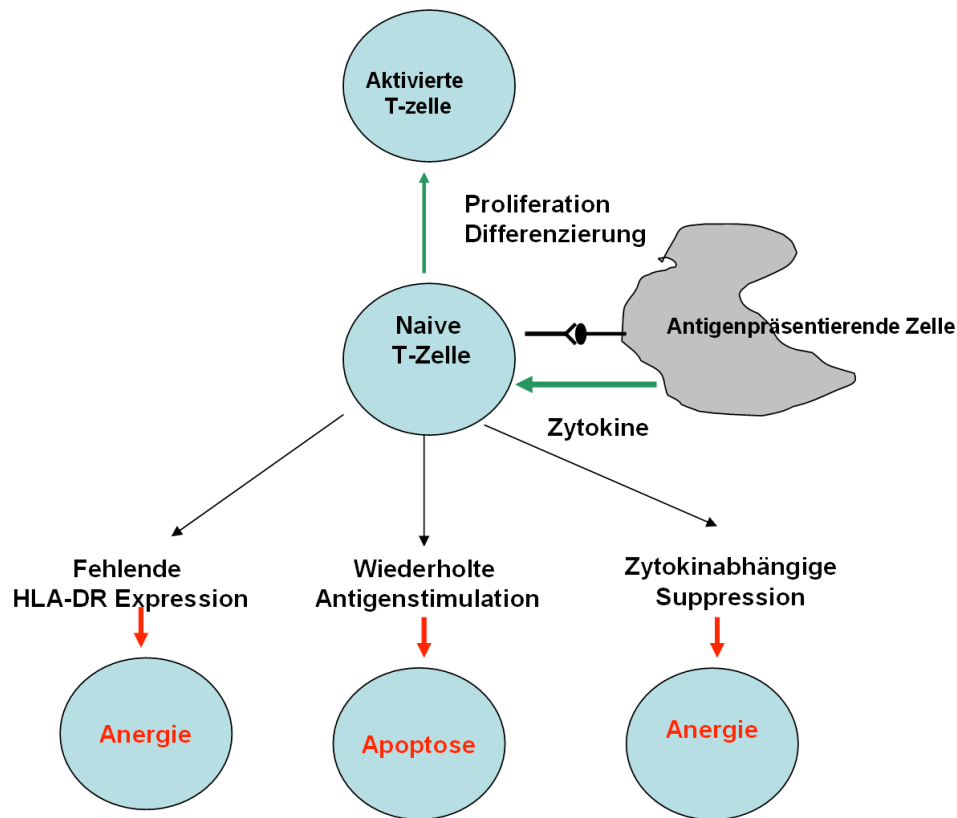 Aktivierte
T-zelle
Proliferation
Differenzierung
Naive
T-Zelle
Antigenpräsentierende Zelle
Zytokine
Fehlende
HLA-DR Expression
Wiederholte
Antigenstimulation
Zytokinabhängige
Suppression
Anergie
Apoptose
Anergie